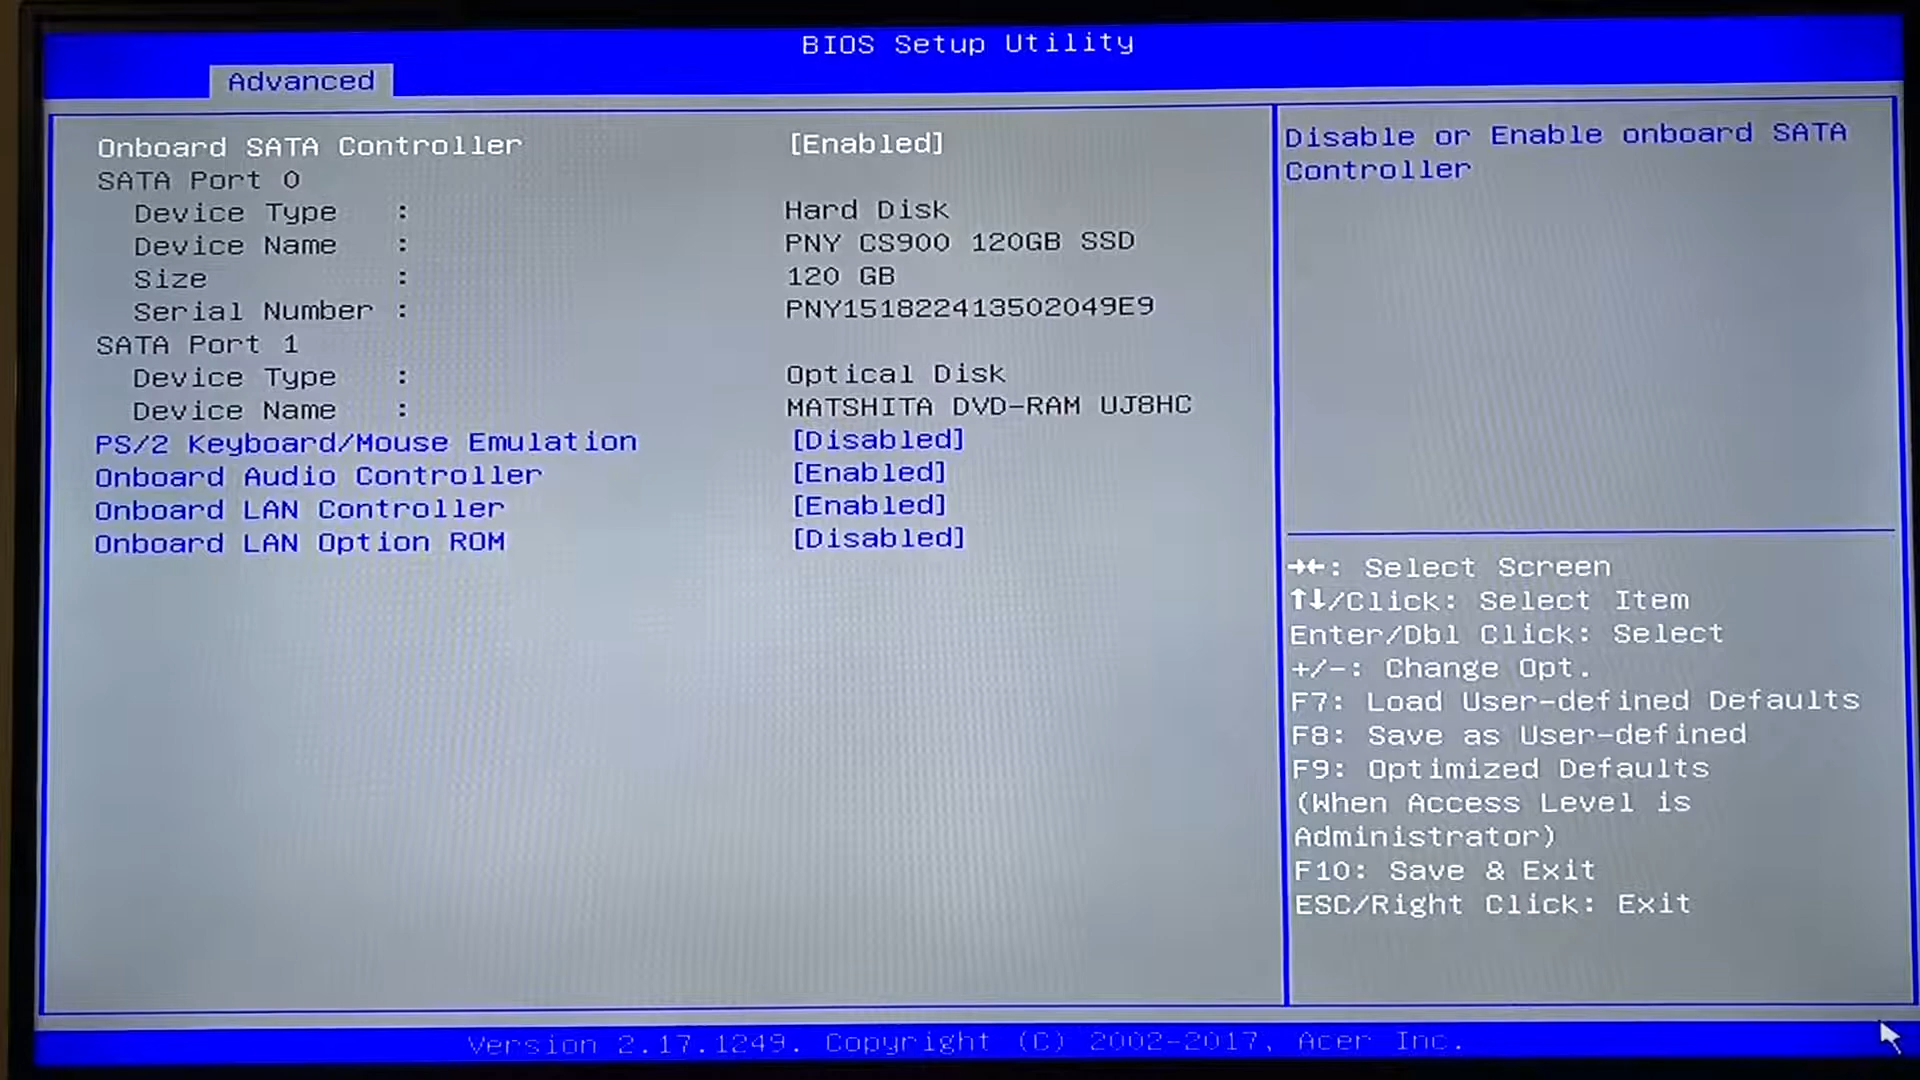 BIOS Setup Utility
Advanced
Onboard SATA Controller [Enabled]
SATA Port 0
Device Type : Hard Disk
Device Name : PNY CS900 120GB SSD
Size : 120 GB
Serial Number : PNY151822413502049E9
SATA Port 1
Device Type : Optical Disk
Device Name : MATSHITA DVD-RAM UJ8HC
PS/2 Keyboard/Mouse Emulation [Disabled]
Onboard Audio Controller [Enabled]
Onboard LAN Controller [Enabled]
Onboard LAN Option ROM [Disabled]
Disable or Enable onboard SATA
Controller
→←: Select Screen
↑↓/Click: Select Item
Enter/Dbl Click: Select
+/-: Change Opt.
F7: Load User-defined Defaults
F8: Save as User-defined
F9: Optimized Defaults
(When Access Level is
Administrator)
F10: Save & Exit
ESC/Right Click: Exit
Version 2.17.1249. Copyright (C) 2002-2017, Acer Inc.